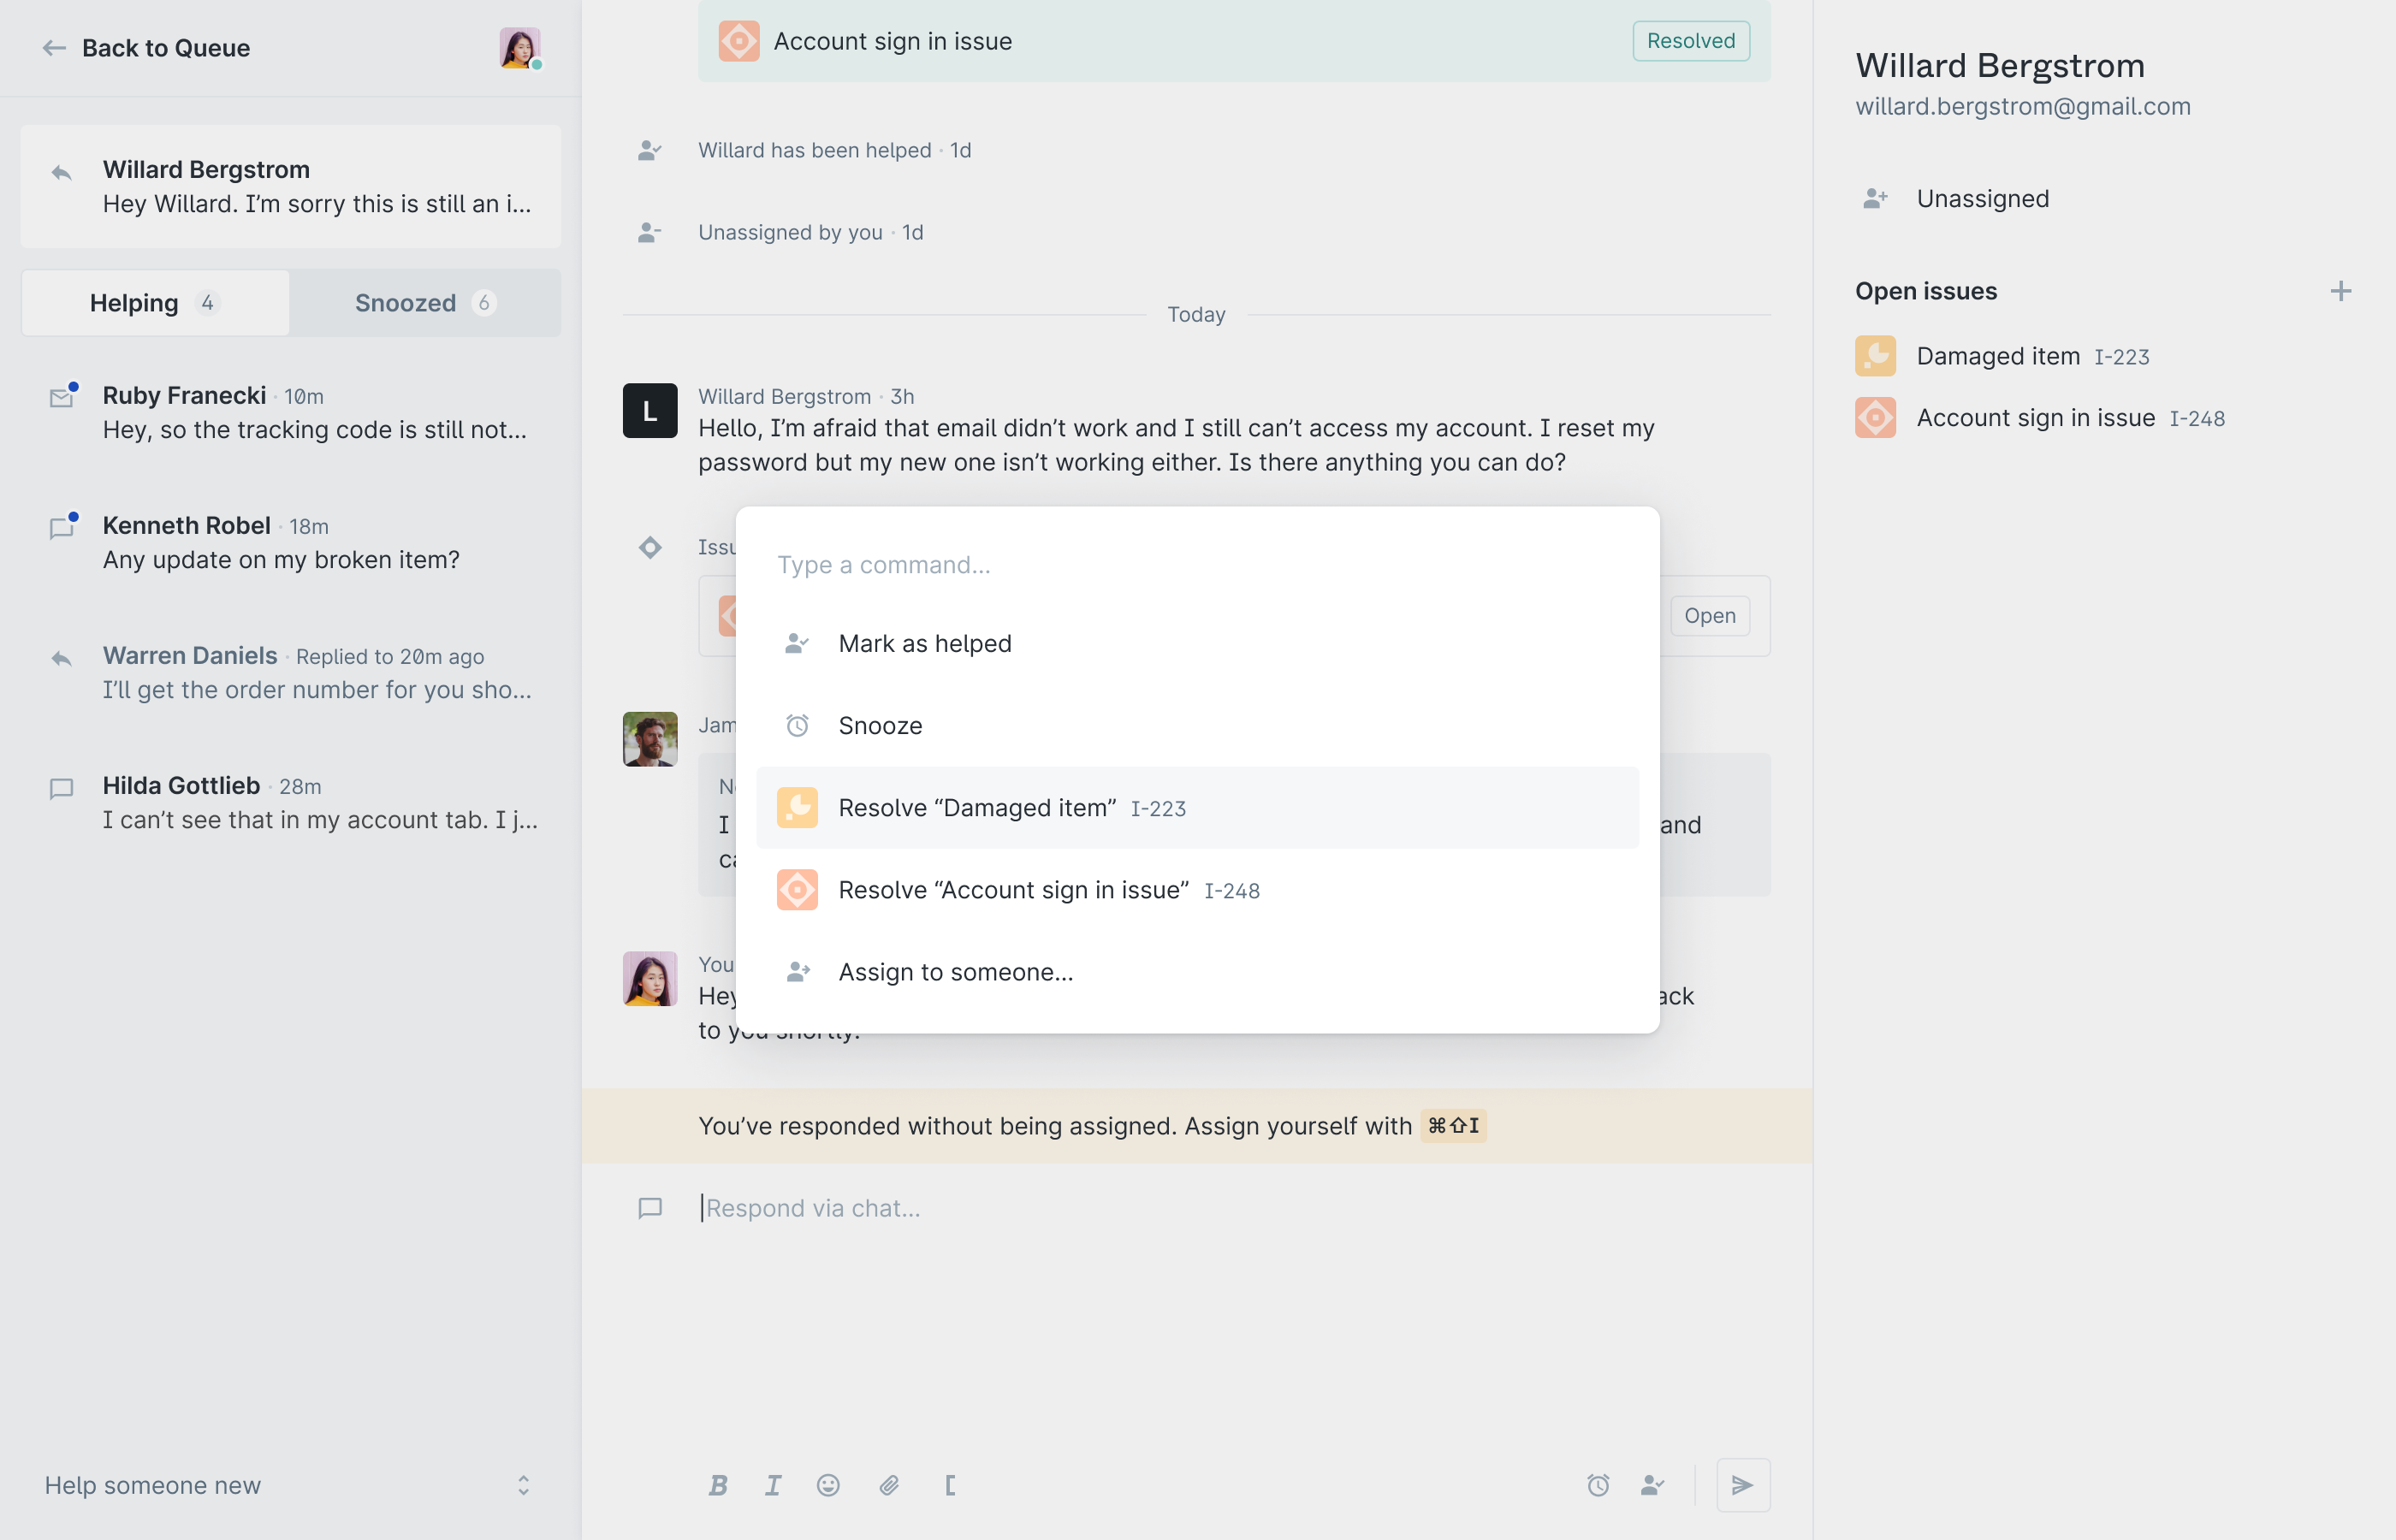 Back to Queue
Willard Bergstrom
Hey Willard. I’m sorry this is still an i...
Helping 4
Snoozed 6
Ruby Franecki · 10m
Hey, so the tracking code is still not...
Kenneth Robel · 18m
Any update on my broken item?
Warren Daniels · Replied to 20m ago
I’ll get the order number for you sho...
Hilda Gottlieb · 28m
I can’t see that in my account tab. I j...
Help someone new
Account sign in issue
Resolved
Willard has been helped · 1d
Unassigned by you · 1d
Today
L
Willard Bergstrom · 3h
Hello, I’m afraid that email didn’t work and I still can’t access my account. I reset my
password but my new one isn’t working either. Is there anything you can do?
Open
I
and
You
Hey
to you shortly.
Type a command...
Mark as helped
Snooze
Resolve “Damaged item” I-223
Resolve “Account sign in issue” I-248
Assign to someone...
You’ve responded without being assigned. Assign yourself with ⌘⇧I
Respond via chat...
B I
Willard Bergstrom
willard.bergstrom@gmail.com
Unassigned
Open issues
Damaged item I-223
Account sign in issue I-248